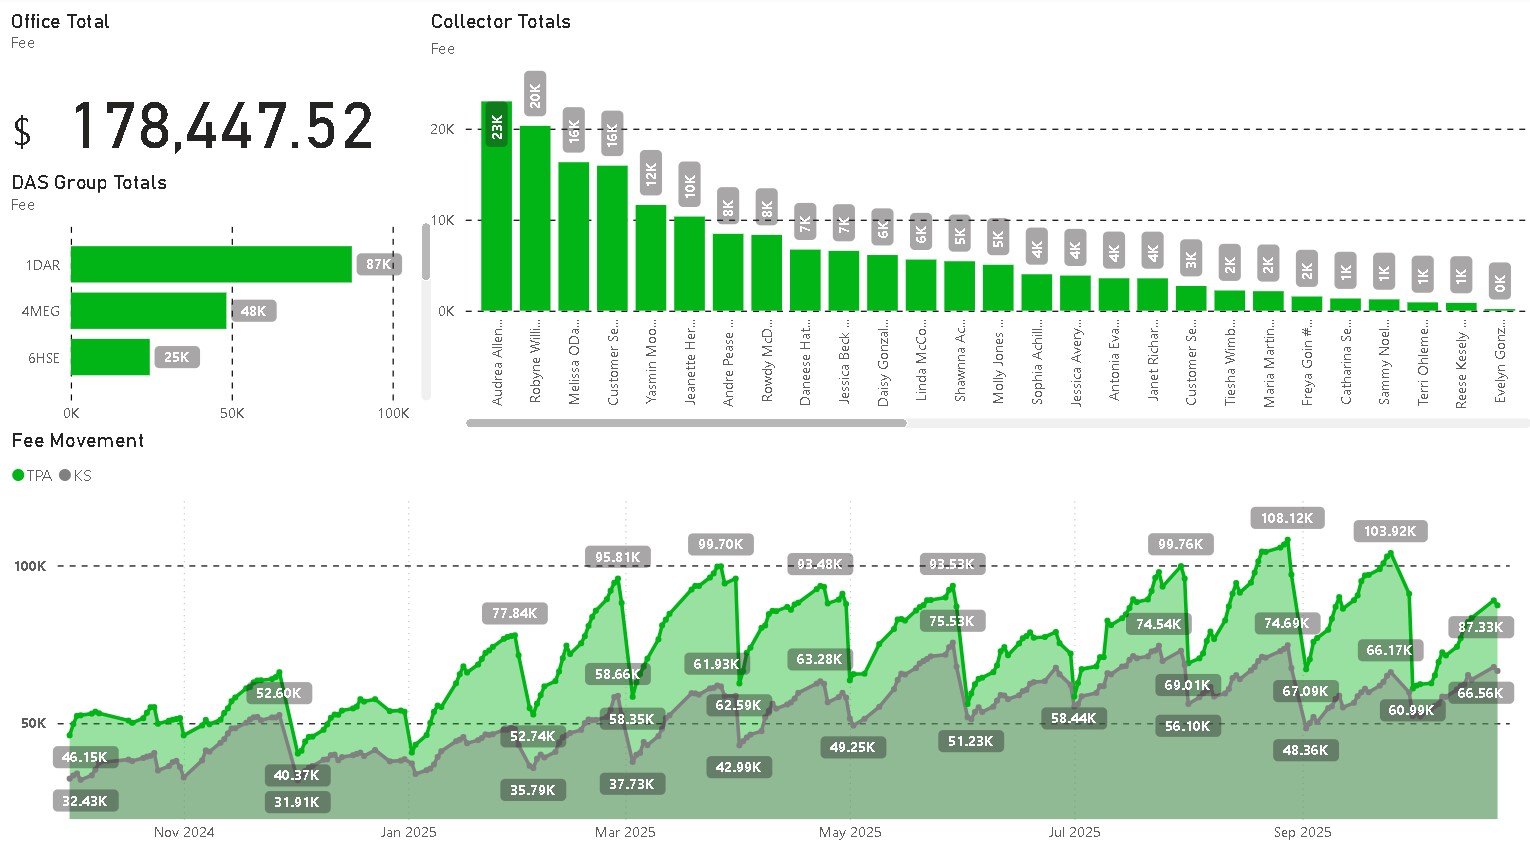 Office Total
Fee
$ 178,447.52
DAS Group Totals
Fee
1DAR
87K
4MEG
48K
6HSE
25K
0K
50K
100K
Collector Totals
Fee
20K
10K
0K
23K
20K
16K
16K
12K
10K
8K
8K
7K
7K
6K
6K
5K
5K
4K
4K
4K
4K
3K
2K
2K
2K
1K
1K
1K
1K
0K
Audrea Allen...
Robyne Willi...
Melissa ODa...
Customer Se...
Yasmin Moo...
Jeanette Her...
Andre Pease ...
Rowdy McD...
Daneese Hat...
Jessica Beck ...
Daisy Gonzal...
Linda McCo...
Shawnna Ac...
Molly Jones ...
Sophia Achill...
Jessica Avery...
Antonia Eva...
Janet Richar...
Customer Se...
Tiesha Wimb...
Maria Martin...
Freya Goin #...
Catharina Se...
Sammy Noel...
Terri Ohleme...
Reese Kesely ...
Evelyn Gonz...
Fee Movement
TPA KS
100K
50K
46.15K
32.43K
52.60K
40.37K
31.91K
77.84K
52.74K
35.79K
95.81K
58.66K
58.35K
37.73K
99.70K
61.93K
62.59K
42.99K
93.48K
63.28K
49.25K
93.53K
75.53K
51.23K
58.44K
99.76K
74.54K
69.01K
56.10K
108.12K
74.69K
67.09K
48.36K
103.92K
66.17K
60.99K
87.33K
66.56K
Nov 2024
Jan 2025
Mar 2025
May 2025
Jul 2025
Sep 2025